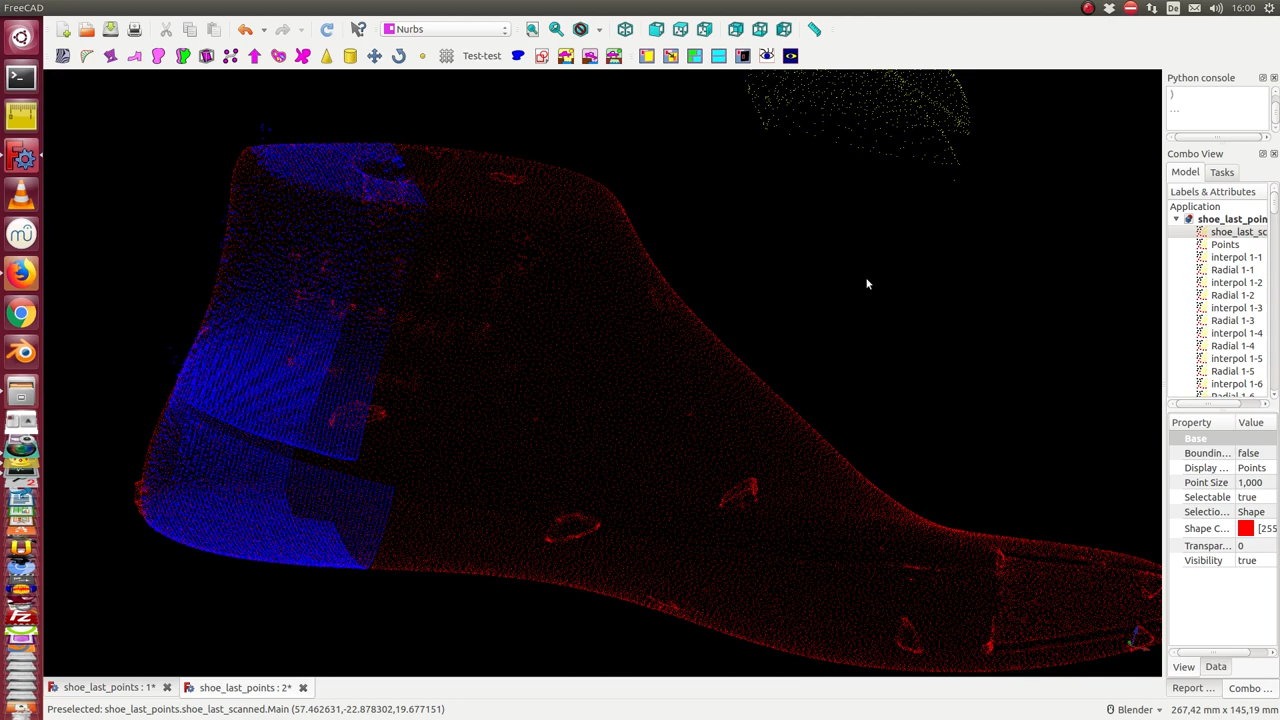 FreeCAD
De
16:00
Nurbs
Test-test
Python console
)
...
Combo View
Model
Tasks
Labels & Attributes
Application
shoe_last_poin
shoe_last_sc
Points
interpol 1-1
Radial 1-1
interpol 1-2
Radial 1-2
interpol 1-3
Radial 1-3
interpol 1-4
Radial 1-4
interpol 1-5
Radial 1-5
interpol 1-6
Radial 1-6
Property Value
Base
Boundin... false
Display ... Points
Point Size 1,000
Selectable true
Selectio... Shape
Shape C... [255
Transpar... 0
Visibility true
View
Data
shoe_last_points : 1*
shoe_last_points : 2*
Report ...
Combo ...
Preselected: shoe_last_points.shoe_last_scanned.Main (57.462631,-22.878302,19.677151)
Blender
267,42 mm x 145,19 mm